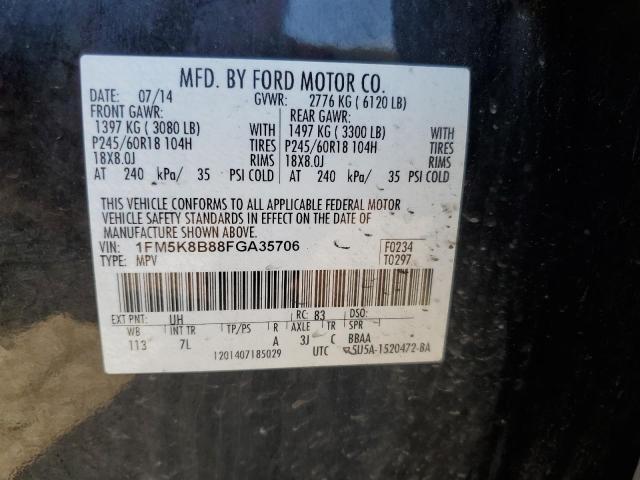 MFD. BY FORD MOTOR CO.
DATE: 07/14 GVWR: 2776 KG ( 6120 LB)
FRONT GAWR: REAR GAWR:
1397 KG ( 3080 LB) WITH 1497 KG ( 3300 LB) WITH
P245/60R18 104H TIRES P245/60R18 104H TIRES
18X8.0J RIMS 18X8.0J RIMS
AT 240 kPa/ 35 PSI COLD AT 240 kPa/ 35 PSI COLD
THIS VEHICLE CONFORMS TO ALL APPLICABLE FEDERAL MOTOR
VEHICLE SAFETY STANDARDS IN EFFECT ON THE DATE OF
MANUFACTURE SHOWN ABOVE.
VIN: 1FM5K8B88FGA35706 F0234
TYPE: MPV T0297
EXT PNT: UH RC: 83 DSO:
WB INT TR TP/PS R AXLE TR SPR
113 7L A 3J C BBAA
1201407185029 UTC 5U5A-1520472-BA